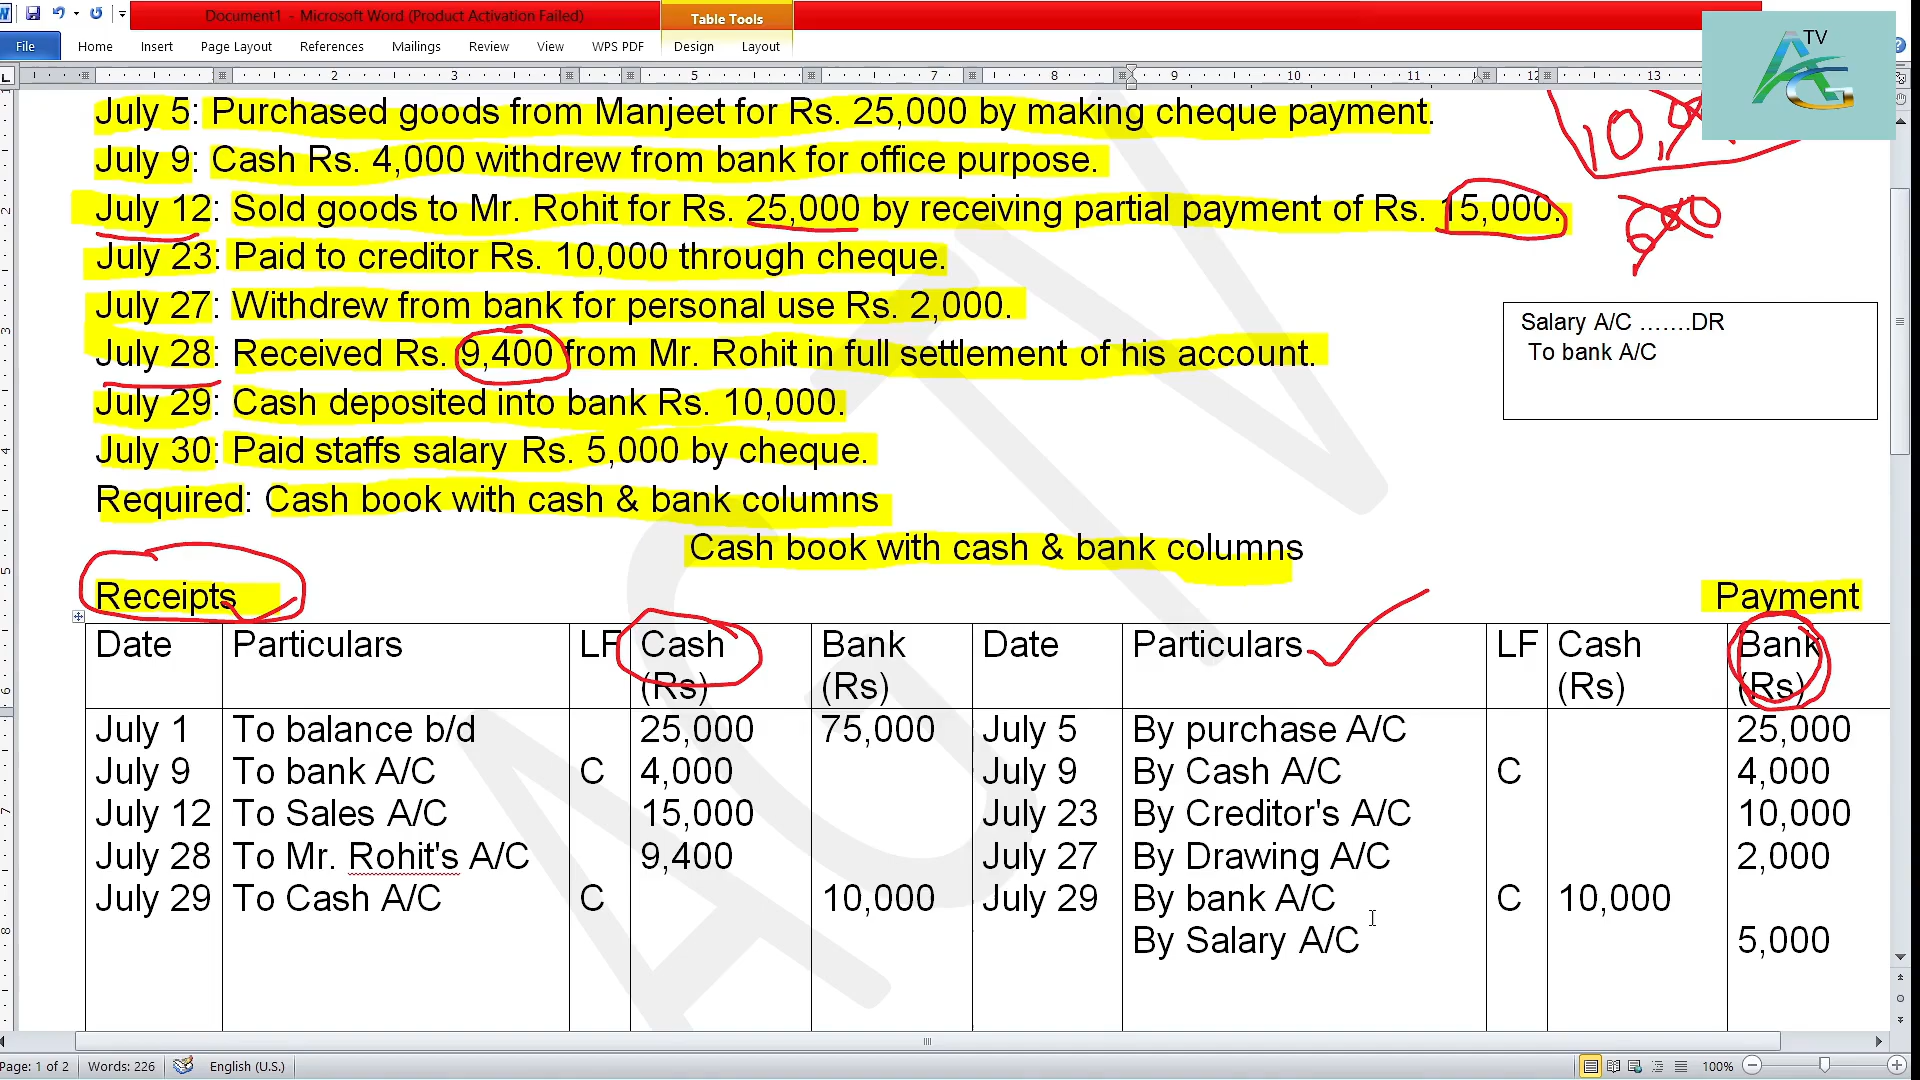 Document1 - Microsoft Word (Product Activation Failed)
Table Tools
File Home Insert Page Layout References Mailings Review View WPS PDF Design Layout
TV
AG
2 3 5 7 8 9 10 11 12 13
July 5: Purchased goods from Manjeet for Rs. 25,000 by making cheque payment.
July 9: Cash Rs. 4,000 withdrew from bank for office purpose.
July 12: Sold goods to Mr. Rohit for Rs. 25,000 by receiving partial payment of Rs. 15,000.
July 23: Paid to creditor Rs. 10,000 through cheque.
July 27: Withdrew from bank for personal use Rs. 2,000.
Salary A/C .......DR
To bank A/C
July 28: Received Rs. 9,400 from Mr. Rohit in full settlement of his account.
July 29: Cash deposited into bank Rs. 10,000.
July 30: Paid staffs salary Rs. 5,000 by cheque.
Required: Cash book with cash & bank columns
Cash book with cash & bank columns
Receipts Payment
Date Particulars LF Cash (Rs) Bank (Rs) Date Particulars LF Cash (Rs) Bank (Rs)
July 1 To balance b/d 25,000 75,000 July 5 By purchase A/C 25,000
July 9 To bank A/C C 4,000 July 9 By Cash A/C C 4,000
July 12 To Sales A/C 15,000 July 23 By Creditor's A/C 10,000
July 28 To Mr. Rohit's A/C 9,400 July 27 By Drawing A/C 2,000
July 29 To Cash A/C C 10,000 July 29 By bank A/C C 10,000
By Salary A/C 5,000
AGTV
Page: 1 of 2 Words: 226 English (U.S.) 100%